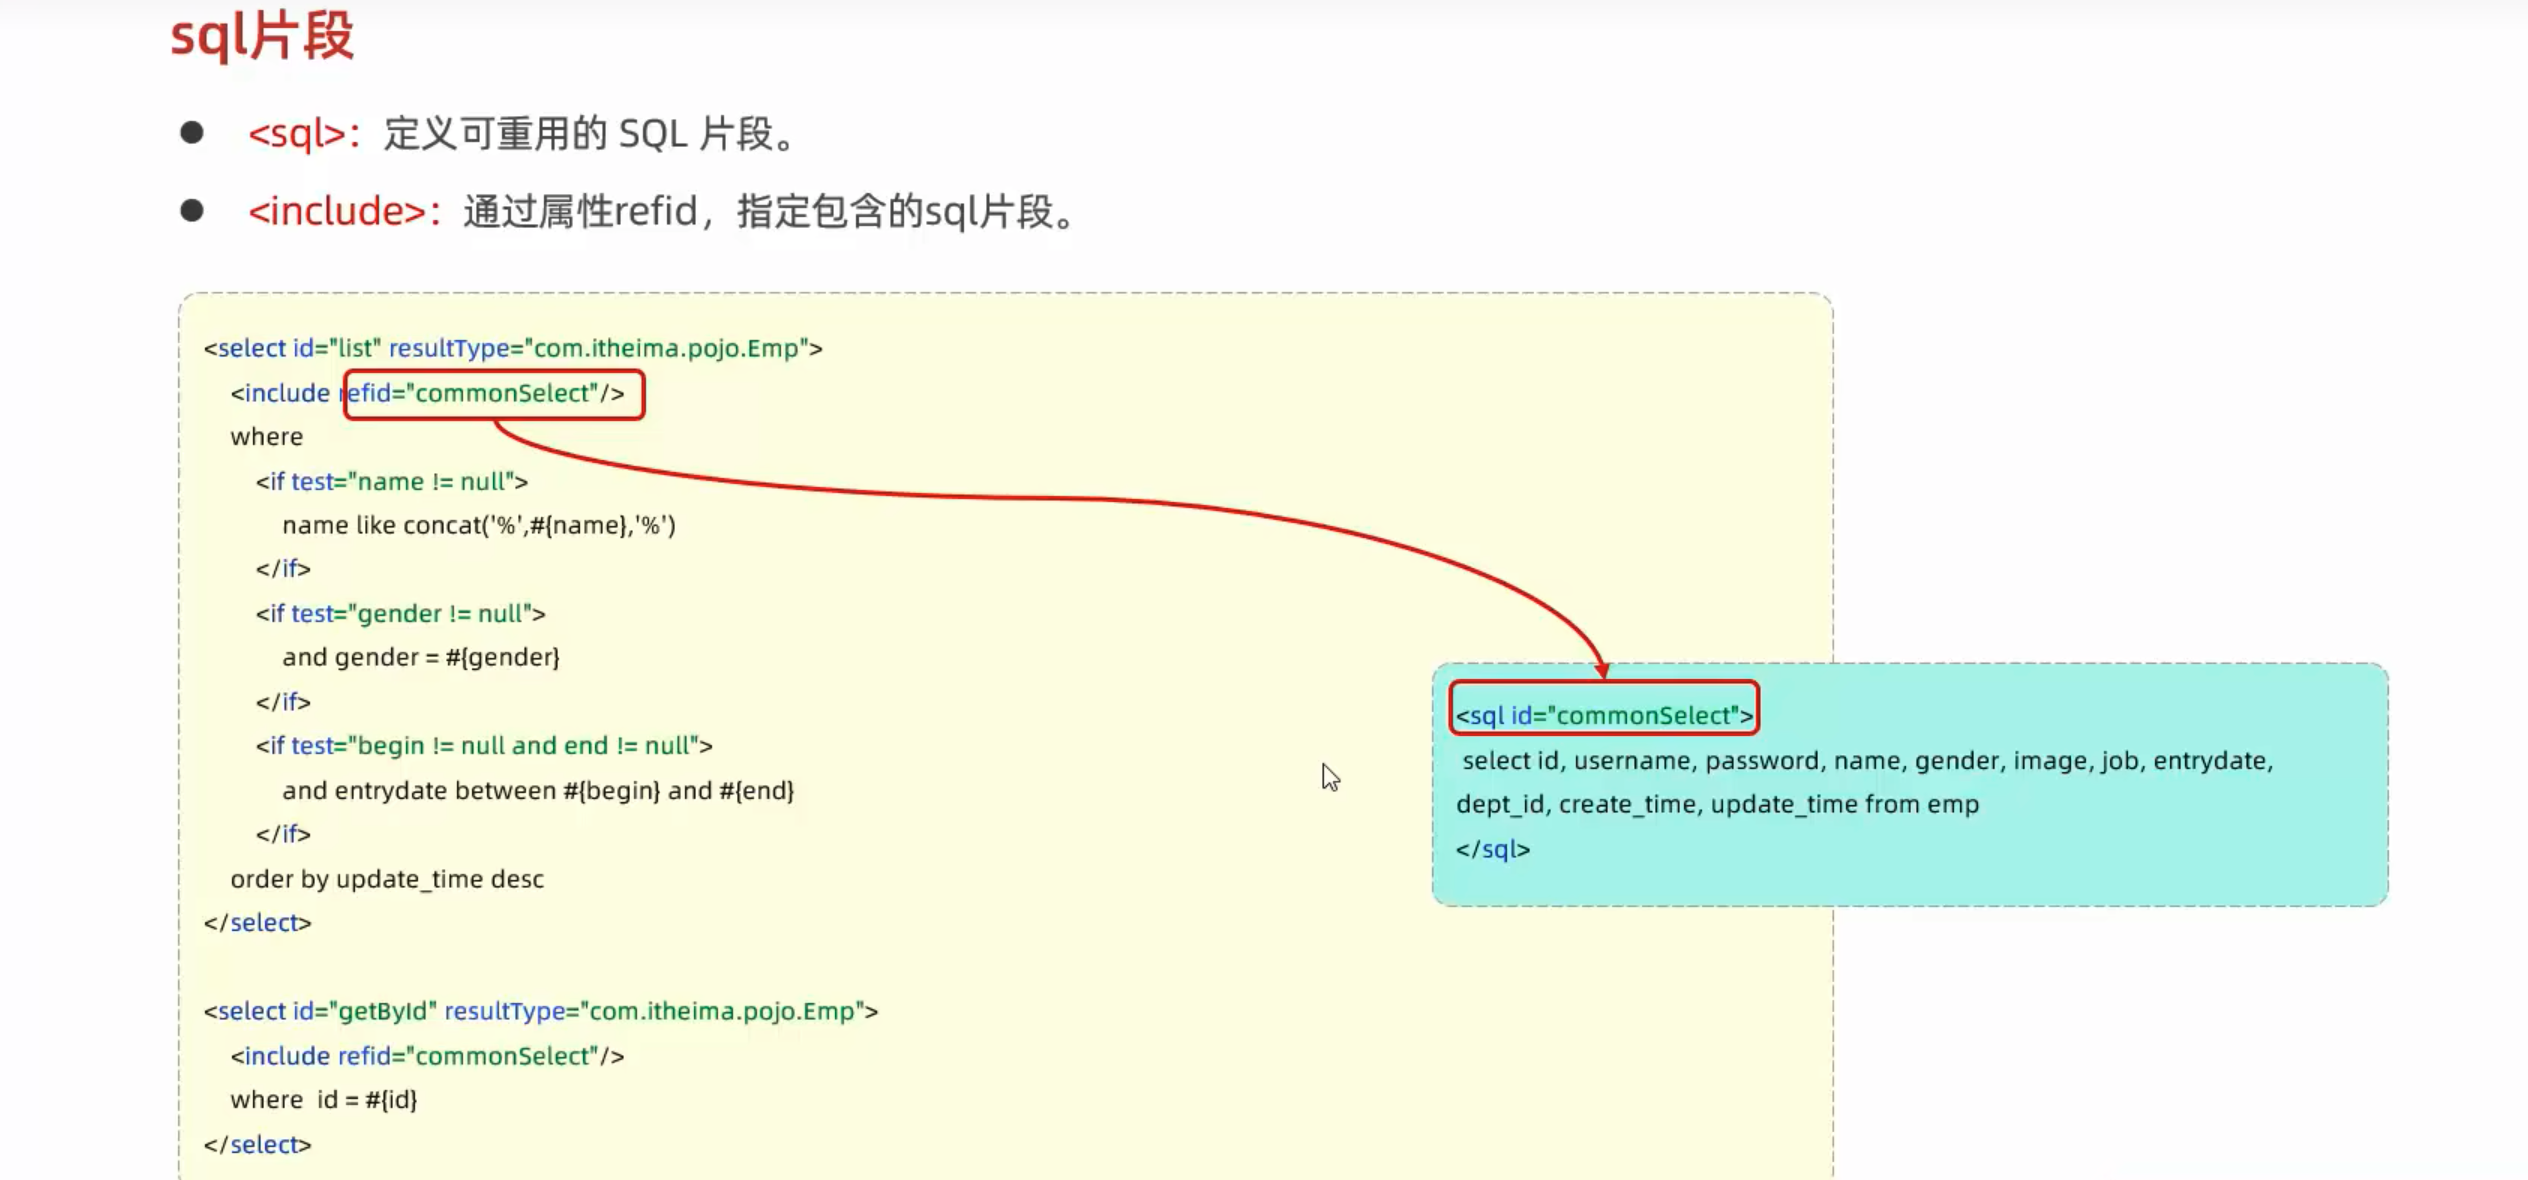 sql片段
<sql>：定义可重用的 SQL 片段。
<include>：通过属性refid，指定包含的sql片段。
<select id="list" resultType="com.itheima.pojo.Emp">
<include refid="commonSelect"/>
where
<if test="name != null">
name like concat('%',#{name},'%')
</if>
<if test="gender != null">
and gender = #{gender}
</if>
<if test="begin != null and end != null">
and entrydate between #{begin} and #{end}
</if>
order by update_time desc
</select>
<select id="getById" resultType="com.itheima.pojo.Emp">
<include refid="commonSelect"/>
where  id = #{id}
</select>
<sql id="commonSelect">
select id, username, password, name, gender, image, job, entrydate,
dept_id, create_time, update_time from emp
</sql>